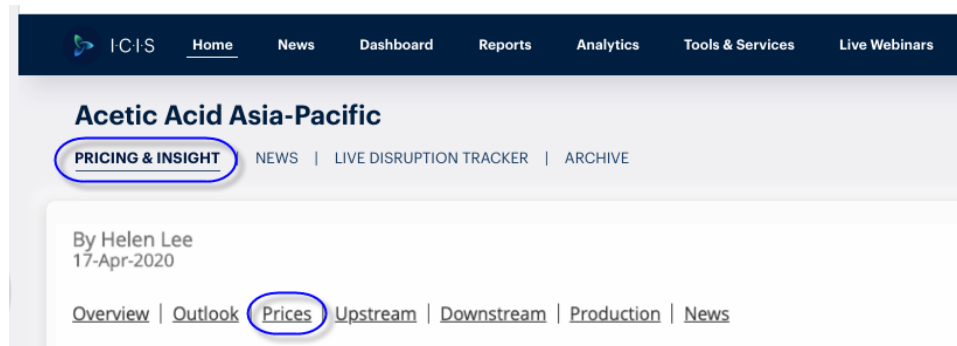 I·C·I·S Home News Dashboard Reports Analytics Tools & Services Live Webinars
Acetic Acid Asia-Pacific
PRICING & INSIGHT | NEWS | LIVE DISRUPTION TRACKER | ARCHIVE
By Helen Lee
17-Apr-2020
Overview | Outlook | Prices | Upstream | Downstream | Production | News